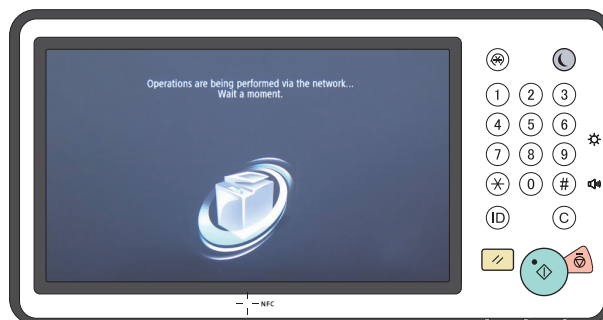 Operations are being performed via the network...
Wait a moment.
1 2 3
4 5 6
7 8 9
0 #
ID C
NFC